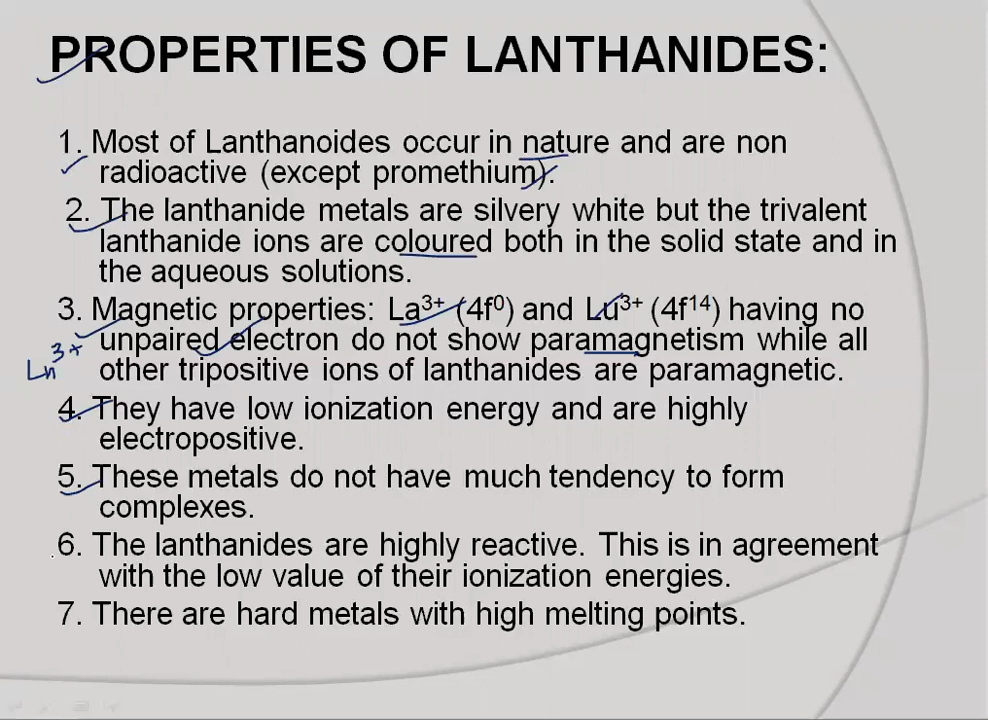 PROPERTIES OF LANTHANIDES:
1. Most of Lanthanoides occur in nature and are non
radioactive (except promethium).
2. The lanthanide metals are silvery white but the trivalent
lanthanide ions are coloured both in the solid state and in
the aqueous solutions.
3. Magnetic properties: La³⁺ (4f⁰) and Lu³⁺ (4f¹⁴) having no
unpaired electron do not show paramagnetism while all
Ln³⁺ other tripositive ions of lanthanides are paramagnetic.
4. They have low ionization energy and are highly
electropositive.
5. These metals do not have much tendency to form
complexes.
6. The lanthanides are highly reactive. This is in agreement
with the low value of their ionization energies.
7. There are hard metals with high melting points.